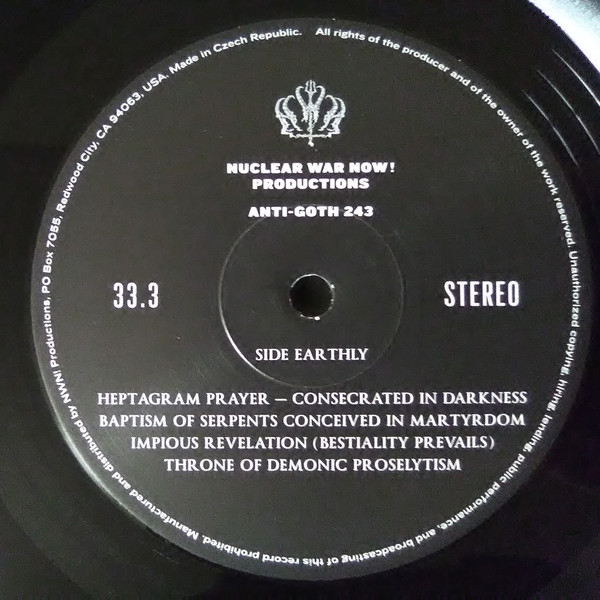 NUCLEAR WAR NOW!
PRODUCTIONS
ANTI-GOTH 243
33.3
STEREO
SIDE EARTHLY
HEPTAGRAM PRAYER – CONSECRATED IN DARKNESS
BAPTISM OF SERPENTS CONCEIVED IN MARTYRDOM
IMPIOUS REVELATION (BESTIALITY PREVAILS)
THRONE OF DEMONIC PROSELYTISM
Manufactured and distributed by NWN! Productions, PO Box 7055, Redwood City, CA 94063, USA. Made in Czech Republic. All rights of the producer and of the owner of the work reserved. Unauthorized copying, hiring, lending, public performance, and broadcasting of this record prohibited.